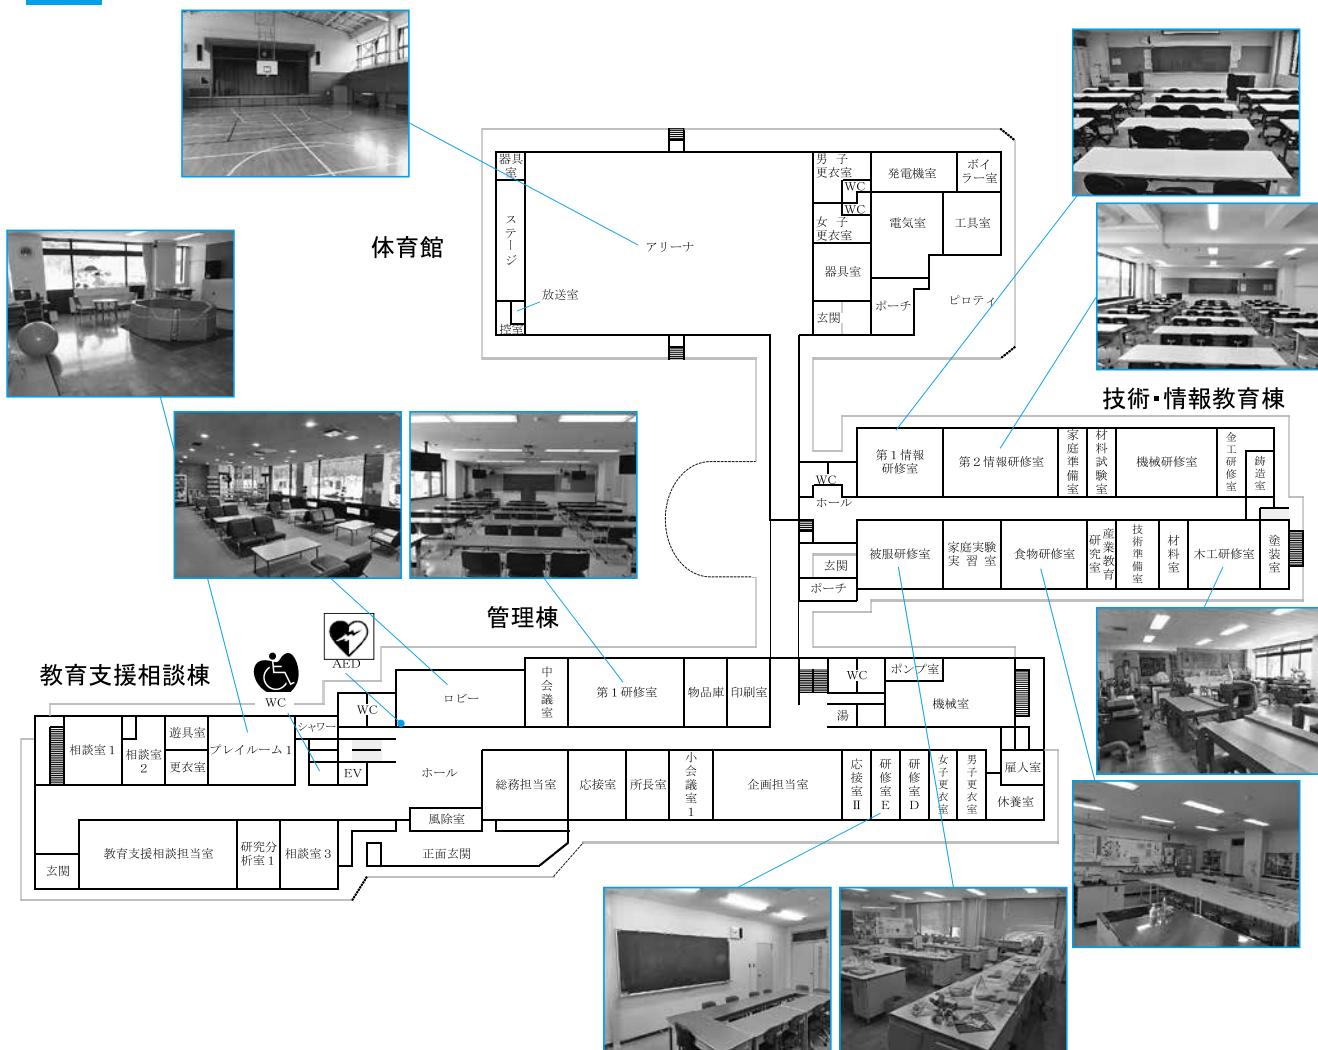 体育館
器具
室
ステージ
放送室
控室
アリーナ
男子
更衣室
WC
WC
女子
更衣室
器具室
玄関
発電機室
ボイ
ラー室
電気室
工具室
ポーチ
ピロティ
技術・情報教育棟
第1情報
研修室
第2情報研修室
家庭準備室
材料試験室
機械研修室
金工研修室
鋳造室
WC
ホール
被服研修室
家庭実験
実習室
食物研修室
産業教育
研究室
技術準備室
材料室
木工研修室
塗装室
玄関
ポーチ
管理棟
AED
WC
ロビー
中会議室
第1研修室
物品庫
印刷室
WC
ポンプ室
湯
機械室
EV
ホール
総務担当室
応接室
所長室
小会議室1
企画担当室
応接室Ⅱ
研修室E
研修室D
女子更衣室
男子更衣室
雇人室
休養室
風除室
正面玄関
教育支援相談棟
WC
シャワー
相談室1
相談室
2
遊具室
更衣室
プレイルーム1
教育支援相談担当室
研究分
析室1
相談室3
玄関